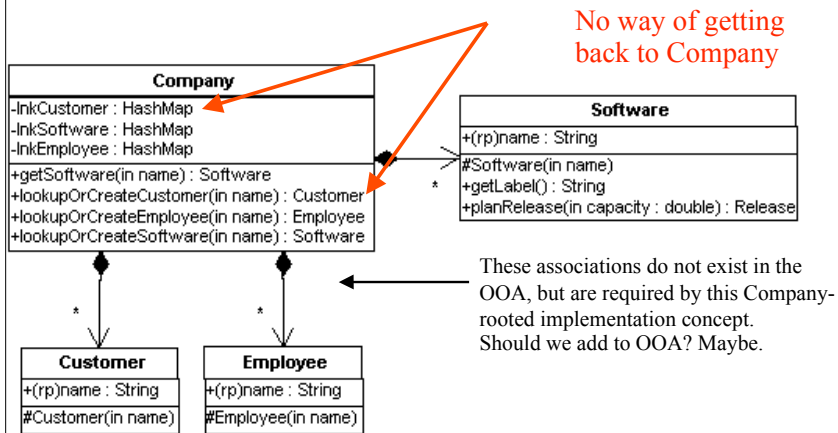 No way of getting
back to Company
Company
-lnkCustomer : HashMap
-lnkSoftware : HashMap
-lnkEmployee : HashMap
+getSoftware(in name) : Software
+lookupOrCreateCustomer(in name) : Customer
+lookupOrCreateEmployee(in name) : Employee
+lookupOrCreateSoftware(in name) : Software
Software
+(rp)name : String
#Software(in name)
+getLabel() : String
+planRelease(in capacity : double) : Release
*
These associations do not exist in the
OOA, but are required by this Company-
rooted implementation concept.
Should we add to OOA? Maybe.
*
*
Customer
+(rp)name : String
#Customer(in name)
Employee
+(rp)name : String
#Employee(in name)